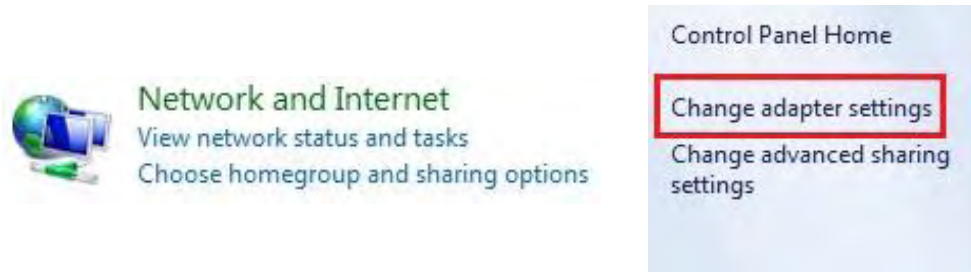 Network and Internet
View network status and tasks
Choose homegroup and sharing options
Control Panel Home
Change adapter settings
Change advanced sharing
settings